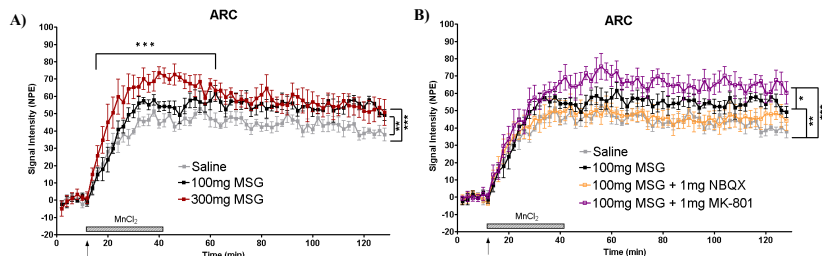 A)
ARC
Signal Intensity (NPE)
100
90
80
70
60
50
40
30
20
10
0
-10
-20
***
**
***
Saline
100mg MSG
300mg MSG
MnCl2
0 20 40 60 80 100 120
Time (min)
B)
ARC
Signal Intensity (NPE)
100
90
80
70
60
50
40
30
20
10
0
-10
-20
*
**
***
Saline
100mg MSG
100mg MSG + 1mg NBQX
100mg MSG + 1mg MK-801
MnCl2
0 20 40 60 80 100 120
Time (min)